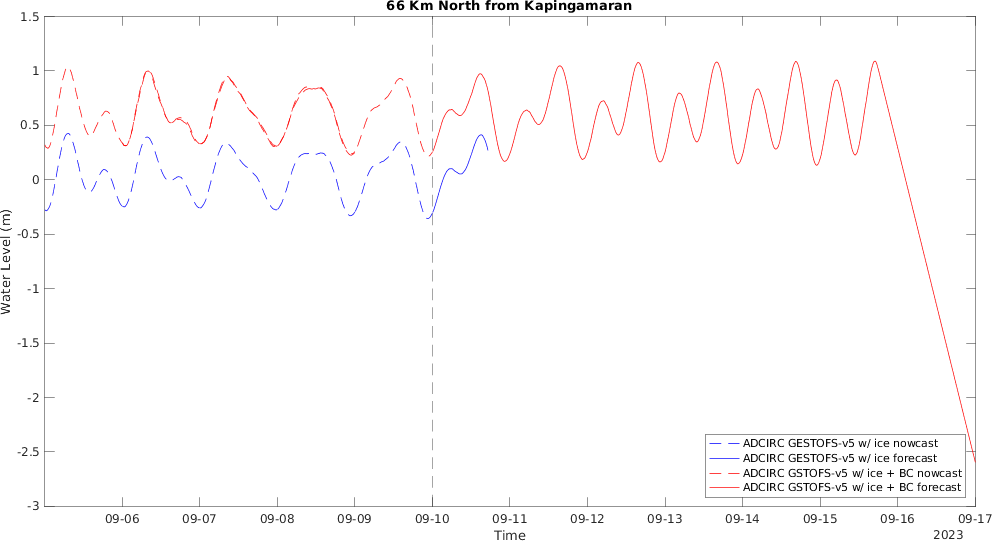 66 Km North from Kapingamaran
1.5
1
0.5
0
-0.5
-1
-1.5
-2
-2.5
-3
Water Level (m)
ADCIRC GESTOFS-v5 w/ ice nowcast
ADCIRC GESTOFS-v5 w/ ice forecast
ADCIRC GSTOFS-v5 w/ ice + BC nowcast
ADCIRC GSTOFS-v5 w/ ice + BC forecast
09-06 09-07 09-08 09-09 09-10 09-11 09-12 09-13 09-14 09-15 09-16 09-17
Time
2023